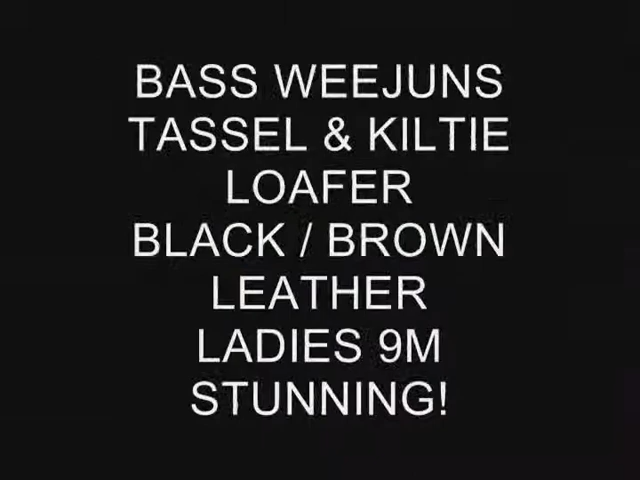 BASS WEEJUNS
TASSEL & KILTIE
LOAFER
BLACK / BROWN
LEATHER
LADIES 9M
STUNNING!